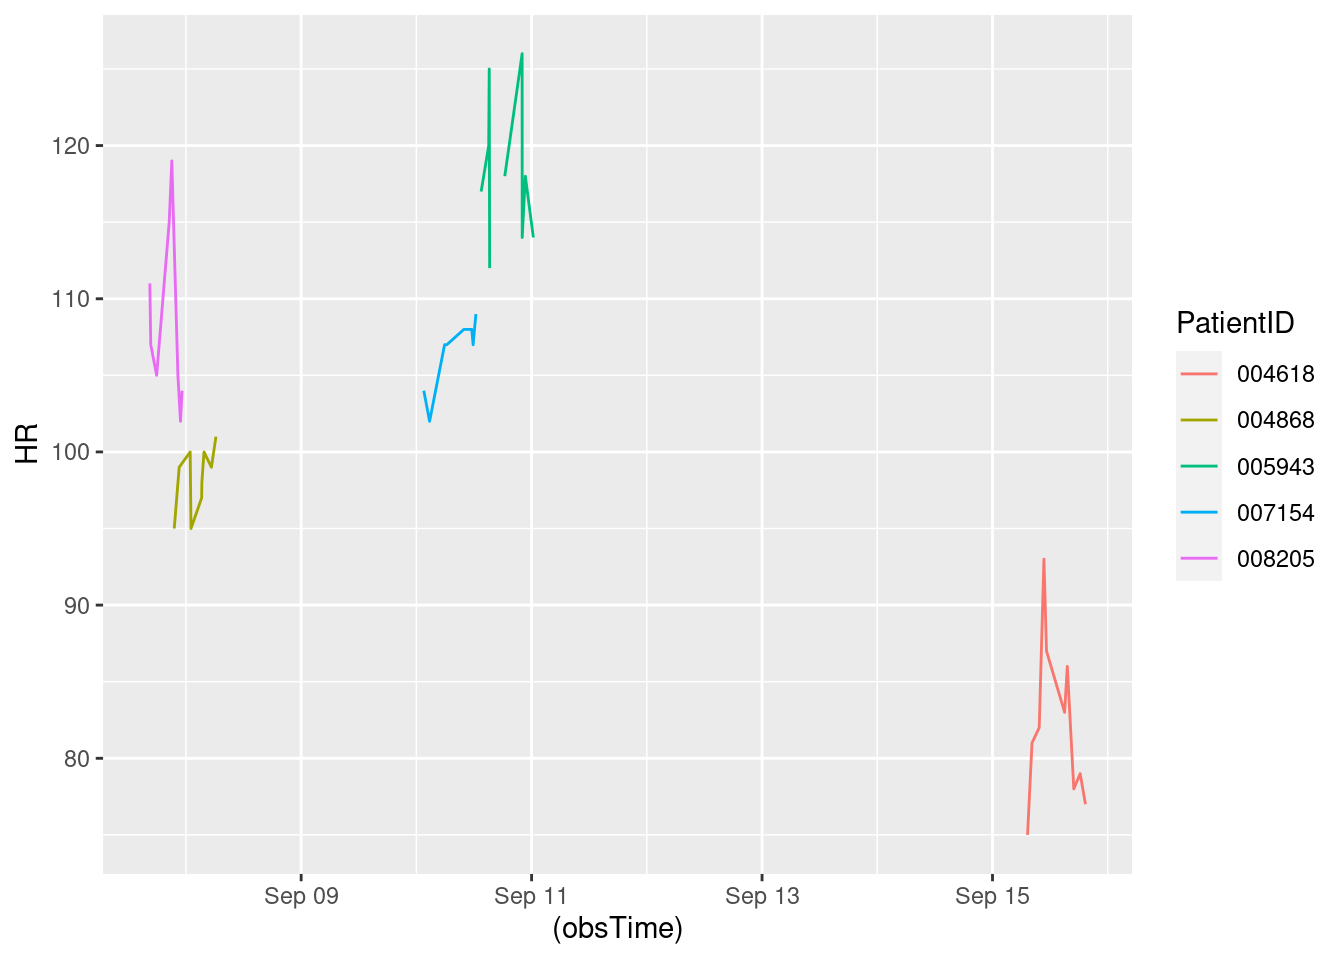 120
110
100
90
80
HR
Sep 09
Sep 11
Sep 13
Sep 15
(obsTime)
PatientID
004618
004868
005943
007154
008205